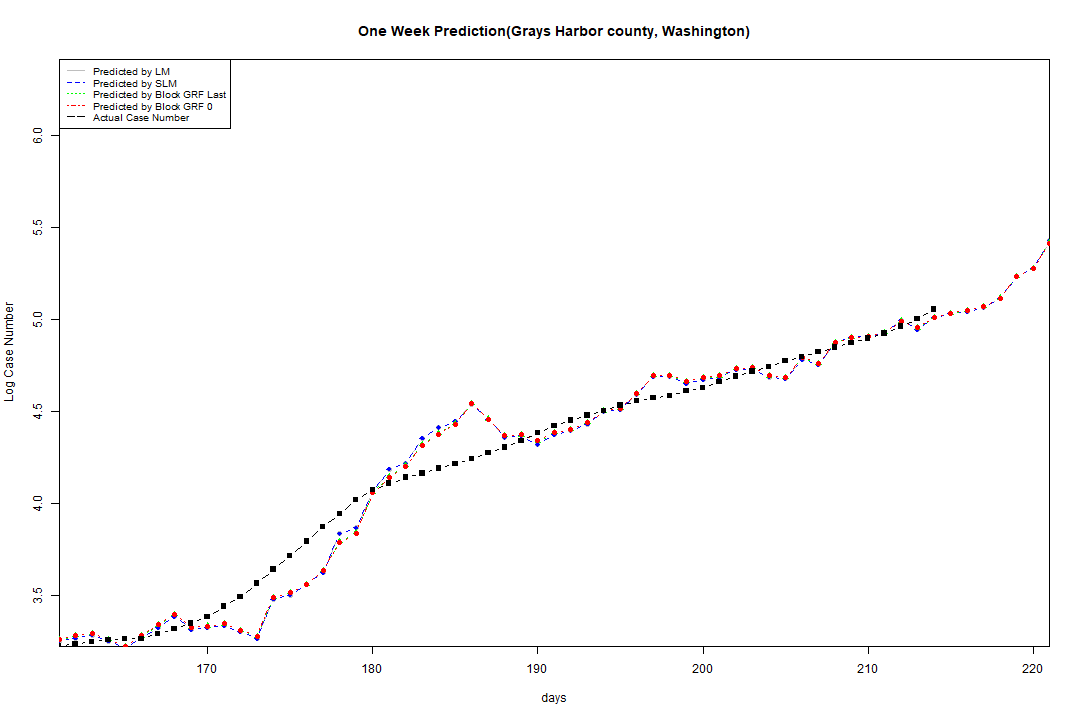 One Week Prediction(Grays Harbor county, Washington)
Predicted by LM
Predicted by SLM
Predicted by Block GRF Last
Predicted by Block GRF 0
Actual Case Number
6.0
5.5
5.0
4.5
4.0
3.5
Log Case Number
170 180 190 200 210 220
days